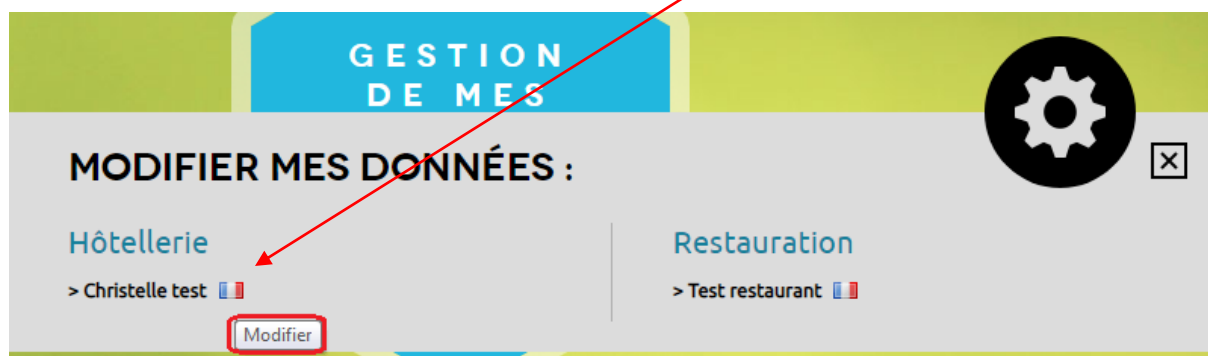 GESTION
DE MES
MODIFIER MES DONNÉES :
Hôtellerie
> Christelle test
Modifier
Restauration
> Test restaurant